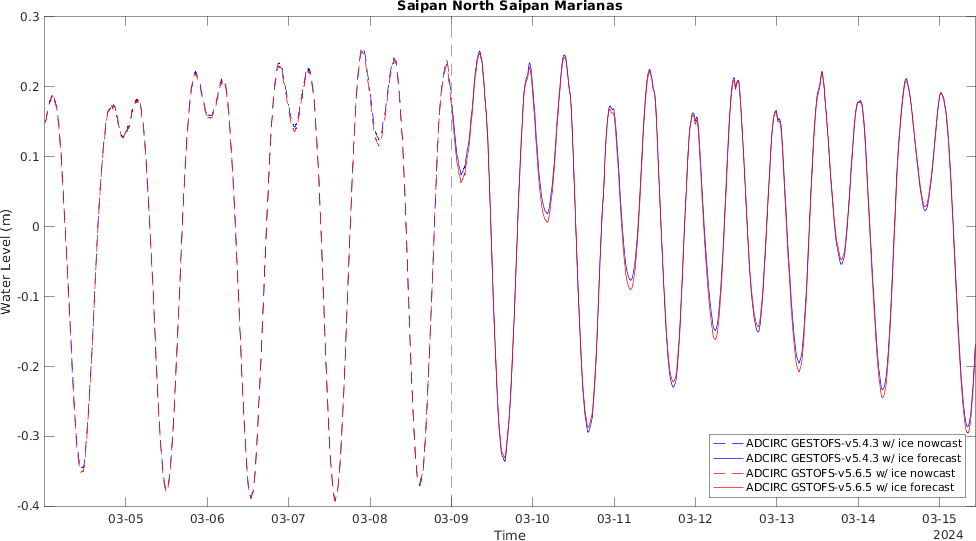 Saipan North Saipan Marianas
0.3
0.2
0.1
0
-0.1
-0.2
-0.3
-0.4
Water Level (m)
03-05 03-06 03-07 03-08 03-09 03-10 03-11 03-12 03-13 03-14 03-15
2024
Time
ADCIRC GESTOFS-v5.4.3 w/ ice nowcast
ADCIRC GESTOFS-v5.4.3 w/ ice forecast
ADCIRC GSTOFS-v5.6.5 w/ ice nowcast
ADCIRC GSTOFS-v5.6.5 w/ ice forecast